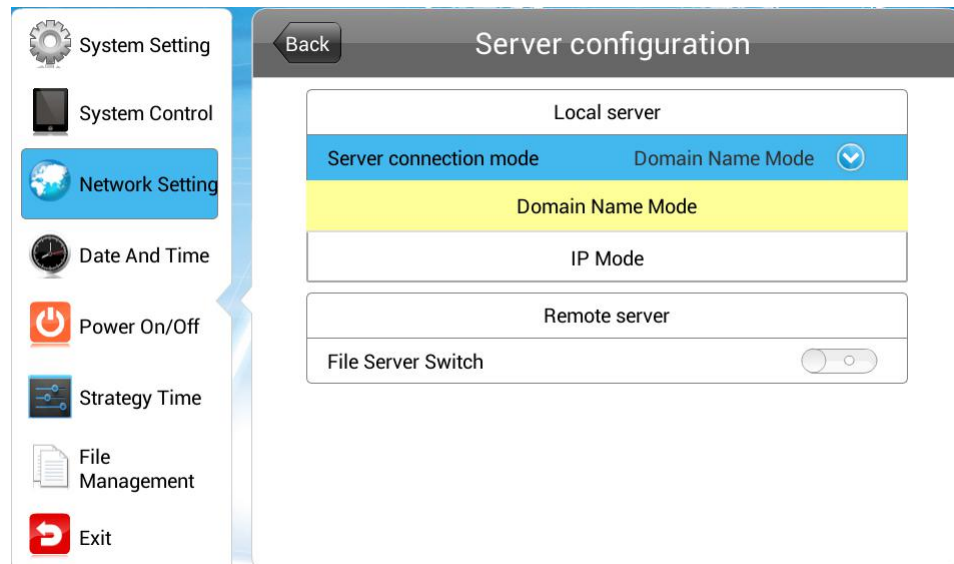 System Setting
System Control
Network Setting
Date And Time
Power On/Off
Strategy Time
File
Management
Exit
Back
Server configuration
Local server
Server connection mode
Domain Name Mode
Domain Name Mode
IP Mode
Remote server
File Server Switch